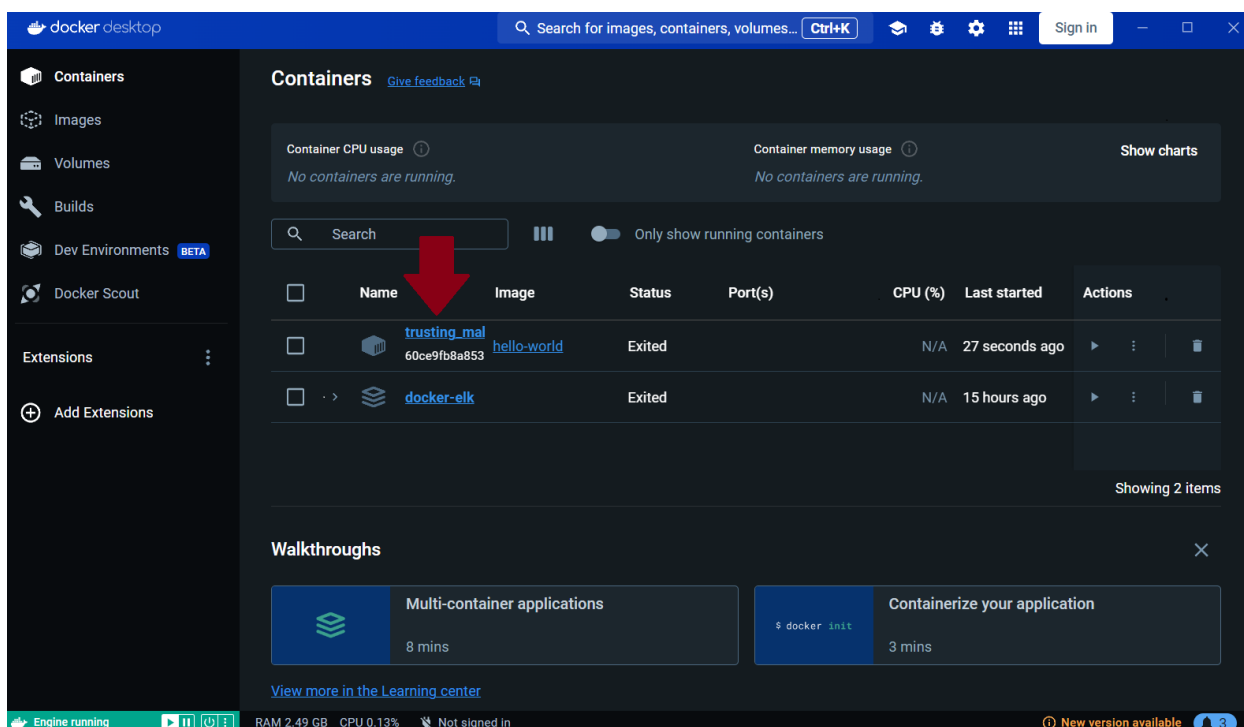 docker desktop
Search for images, containers, volumes... Ctrl+K
Sign in
Containers
Images
Volumes
Builds
Dev Environments BETA
Docker Scout
Extensions
Add Extensions
Containers Give feedback
Container CPU usage
No containers are running.
Container memory usage
No containers are running.
Show charts
Search
Only show running containers
Name Image Status Port(s) CPU (%) Last started Actions
trusting_mal
60ce9fb8a853
hello-world Exited N/A 27 seconds ago
docker-elk Exited N/A 15 hours ago
Showing 2 items
Walkthroughs
Multi-container applications
8 mins
$ docker init
Containerize your application
3 mins
View more in the Learning center
Engine running RAM 2.49 GB CPU 0.13% Not signed in New version available 3